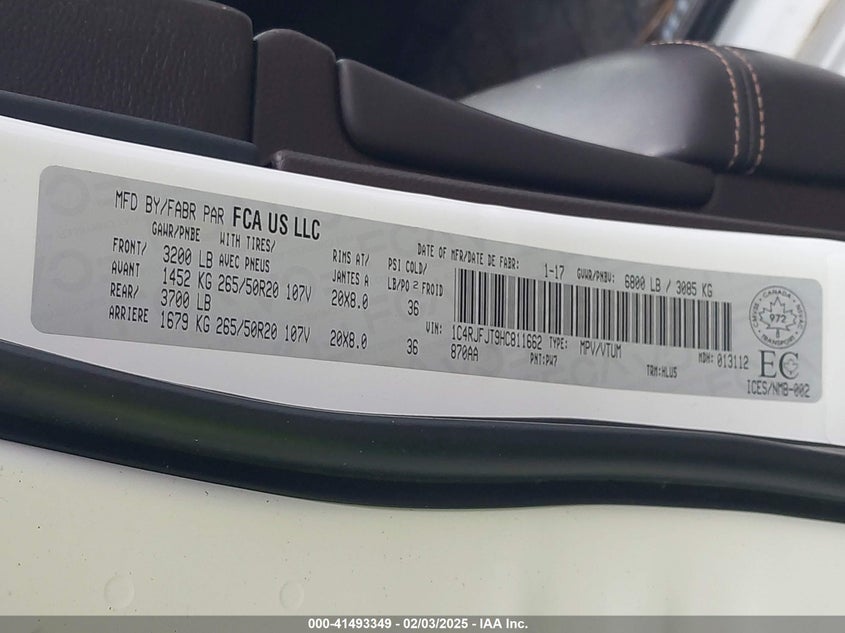 MFD BY/FABR PAR FCA US LLC
GAWR/PNBE WITH TIRES/ RIMS AT/ PSI COLD/
FRONT/ 3200 LB AVEC PNEUS JANTES A LB/PO 2 FROID
AVANT 1452 KG 265/50R20 107V 20X8.0 36
REAR/ 3700 LB
ARRIERE 1679 KG 265/50R20 107V 20X8.0 36
DATE OF MFR/DATE DE FABR: 1-17 GVWR/PNBV: 6800 LB / 3085 KG
VIN: 1C4RJFJT9HC811662 TYPE: MPV/VTUM MDH: 013112
870AA PNT:PW7 TRM:HLU5
CANADA
972
TRANSPORT
EC
ICES/NMB-002
000-41493349 - 02/03/2025 - IAA Inc.